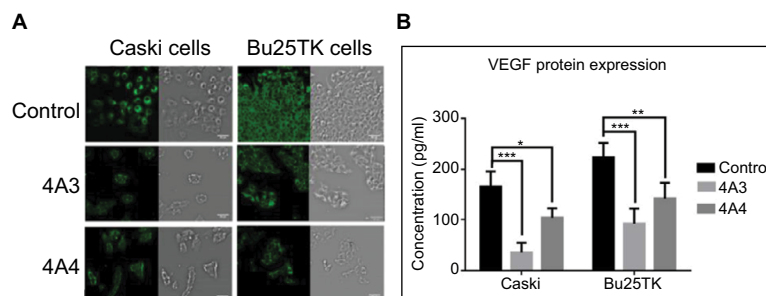 A
Caski cells
Bu25TK cells
Control
4A3
4A4
B
VEGF protein expression
Concentration (pg/ml)
300
200
100
0
***
*
***
**
Caski
Bu25TK
Control
4A3
4A4